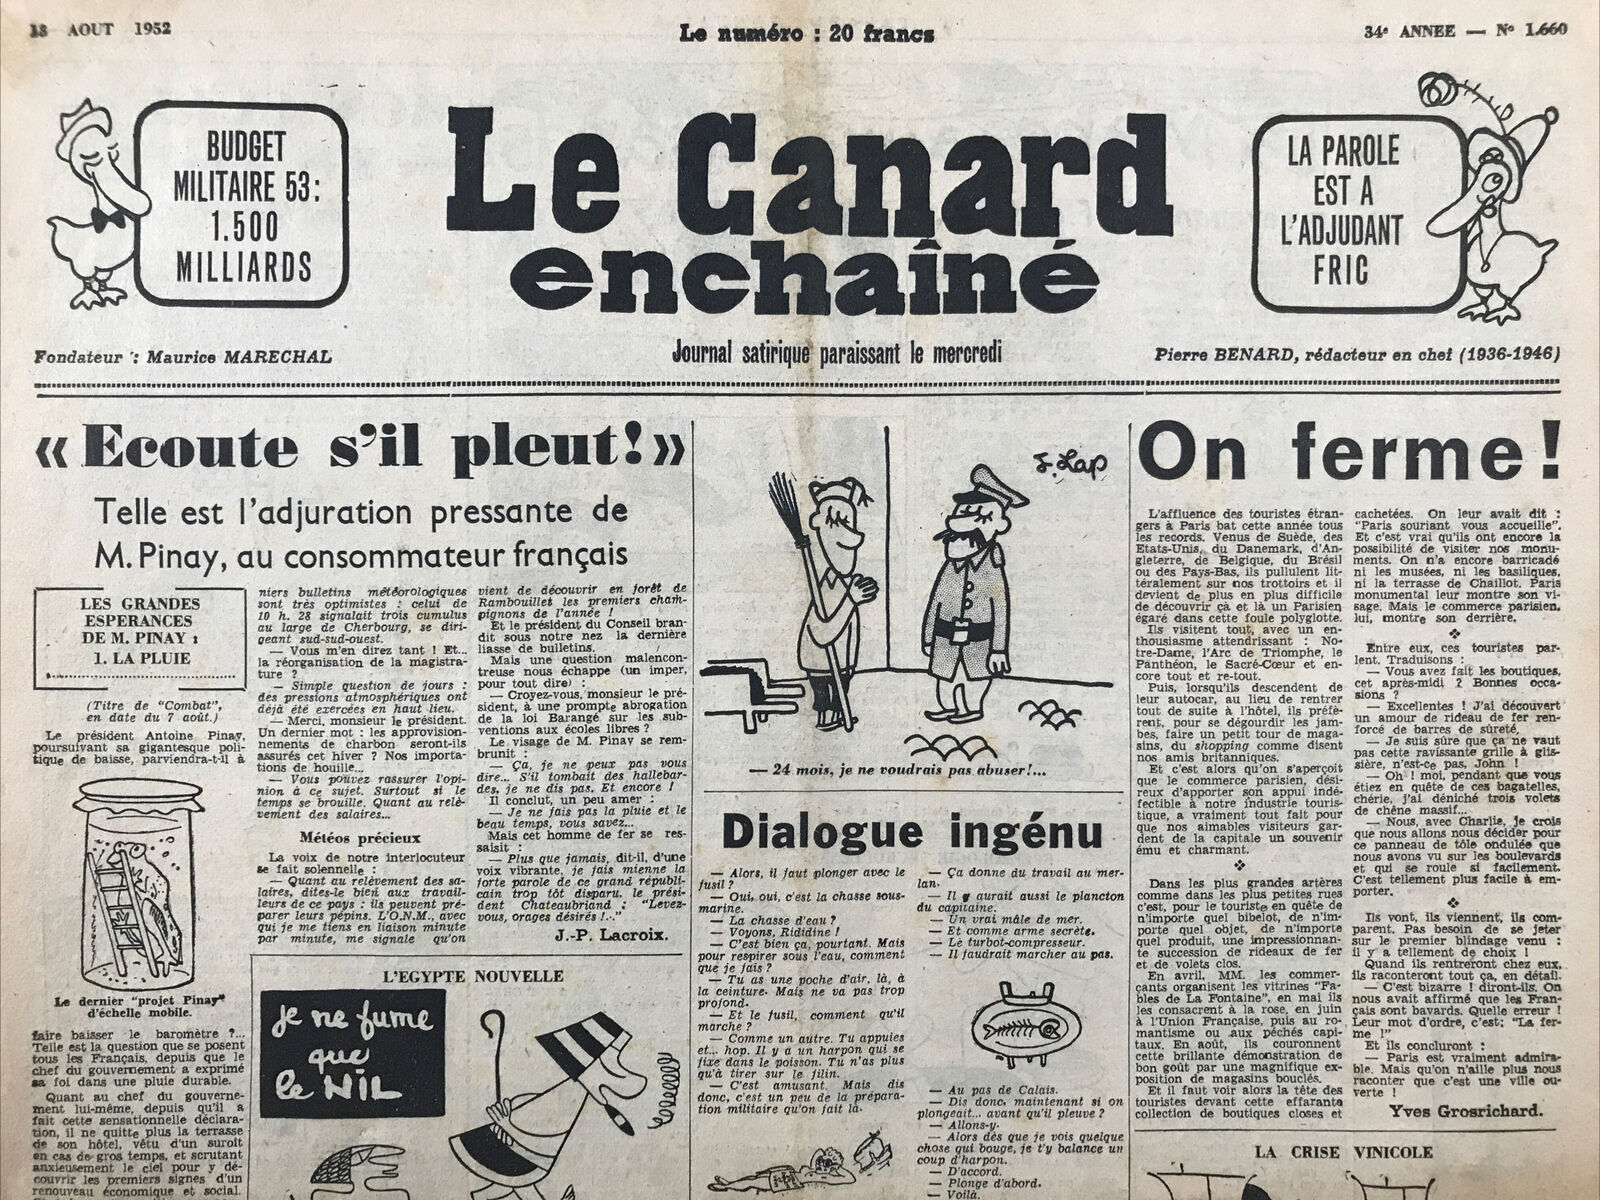 13 AOUT 1952
Le numéro : 20 francs
34e ANNEE — No 1.660
BUDGET
MILITAIRE 53:
1.500
MILLIARDS
Le Canard
enchaîné
LA PAROLE
EST A
L'ADJUDANT
FRIC
Fondateur : Maurice MARECHAL
Journal satirique paraissant le mercredi
Pierre BENARD, rédacteur en chef (1936-1946)
« Ecoute s'il pleut! »
Telle est l'adjuration pressante de
M. Pinay, au consommateur français
LES GRANDES
ESPERANCES
DE M. PINAY :
1. LA PLUIE
(Titre de "Combat",
en date du 7 août.)
Le président Antoine Pinay,
poursuivant sa gigantesque poli-
tique de baisse, parviendra-t-il à
Le dernier "projet Pinay"
d'échelle mobile.
faire baisser le baromètre ?...
Telle est la question que se posent
tous les Français, depuis que le
chef du gouvernement a exprimé
sa foi dans une pluie durable.
Quant au chef du gouverne-
ment lui-même, depuis qu'il a
fait cette sensationnelle déclara-
tion, il ne quitte plus la terrasse
de son hôtel, vêtu d'un suroît
en cas de gros temps, et scrutant
anxieusement le ciel pour y dé-
couvrir les premiers signes d'un
renouveau économique et social.
niers bulletins météorologiques
sont très optimistes : celui de
10 h. 28 signalait trois cumulus
au large de Cherbourg, se diri-
geant sud-sud-ouest.
— Vous m'en direz tant ! Et...
la réorganisation de la magistra-
ture ?
— Simple question de jours :
des pressions atmosphériques ont
déjà été exercées en haut lieu.
— Merci, monsieur le président.
Un dernier mot : les approvision-
nements de charbon seront-ils
assurés cet hiver ? Nos importa-
tions de houille...
— Vous pouvez rassurer l'opi-
nion à ce sujet. Surtout si le
temps se brouille. Quant au relè-
vement des salaires...
Météos précieux
La voix de notre interlocuteur
se fait solennelle :
— Quant au relèvement des sa-
laires, dites-le bien aux travail-
leurs de ce pays : ils peuvent pré-
parer leurs pépins. L'O.N.M., avec
qui je me tiens en liaison minute
par minute, me signale qu'on
vient de découvrir en forêt de
Rambouillet les premiers cham-
pignons de l'année !
Et le président du Conseil bran-
dit sous notre nez la dernière
liasse de bulletins.
Mais une question malencon-
treuse nous échappe (un imper,
pour tout dire) :
— Croyez-vous, monsieur le pré-
sident, à une prompte abrogation
de la loi Barangé sur les sub-
ventions aux écoles libres ?
Le visage de M. Pinay se rem-
brunit :
— Ça, je ne peux pas vous
dire... S'il tombait des hallebar-
des, je ne dis pas. Et encore !
Il conclut, un peu amer :
— Je ne fais pas la pluie et le
beau temps, vous savez...
Mais cet homme de fer se res-
saisit :
— Plus que jamais, dit-il, d'une
voix vibrante, je fais mienne la
forte parole de ce grand républi-
cain trop tôt disparu, le prési-
dent Chateaubriand : "Levez-
vous, orages désirés !..."
J.-P. Lacroix.
L'EGYPTE NOUVELLE
je ne fume
que
le NIL
J. Lap
— 24 mois, je ne voudrais pas abuser !...
Dialogue ingénu
— Alors, il faut plonger avec le
fusil ?
— Oui, oui, c'est la chasse sous-
marine.
— La chasse d'eau ?
— Voyons, Rididine !
— C'est bien ça, pourtant. Mais
pour respirer sous l'eau, comment
que je fais ?
— Tu as une poche d'air, là, à
la ceinture. Mais ne va pas trop
profond.
— Et le fusil, comment qu'il
marche ?
— Comme un autre. Tu appuies
et... hop. Il y a un harpon qui se
fixe dans le poisson. Tu n'as plus
qu'à tirer sur le filin.
— C'est amusant. Mais dis
donc, c'est un peu de la prépara-
tion militaire qu'on fait là.
— Ça donne du travail au mer-
lan.
— Il y aurait aussi le plancton
du capitaine.
— Un vrai mâle de mer.
— Et comme arme secrète.
— Le turbot-compresseur.
— Il faudrait marcher au pas.
— Au pas de Calais.
— Dis donc, maintenant si on
plongeait... avant qu'il pleuve ?
— Allons-y.
— Alors dès que je vois quelque
chose qui bouge, je t'y balance un
coup d'harpon.
— D'accord.
— Plonge d'abord.
— Voilà.
On ferme !
L'affluence des touristes étran-
gers à Paris bat cette année tous
les records. Venus de Suède, des
Etats-Unis, du Danemark, d'An-
gleterre, de Belgique, du Brésil
ou des Pays-Bas, ils pullulent lit-
téralement sur nos trottoirs et il
devient de plus en plus difficile
de découvrir çà et là un Parisien
égaré dans cette foule polyglotte.
Ils visitent tout, avec un en-
thousiasme attendrissant : No-
tre-Dame, l'Arc de Triomphe, le
Panthéon, le Sacré-Cœur et en-
core tout et re-tout.
Puis, lorsqu'ils descendent de
leur autocar, au lieu de rentrer
tout de suite à l'hôtel, ils préfè-
rent, pour se dégourdir les jam-
bes, faire un petit tour de maga-
sins, du shopping comme disent
nos amis britanniques.
Et c'est alors qu'on s'aperçoit
que le commerce parisien, dési-
reux d'apporter son appui indé-
fectible à notre industrie touris-
tique, a vraiment tout fait pour
que nos aimables visiteurs gar-
dent de la capitale un souvenir
ému et charmant.
Dans les plus grandes artères
comme dans les plus petites rues
c'est, pour le touriste en quête de
n'importe quel bibelot, de n'im-
porte quel objet, de n'importe
quel produit, une impressionnan-
te succession de rideaux de fer
et de volets clos.
En avril, MM. les commer-
çants organisent les vitrines "Fa-
bles de La Fontaine", en mai ils
les consacrent à la rose, en juin
à l'Union Française, puis au ro-
mantisme ou aux péchés capi-
taux. En août, ils couronnent
cette brillante démonstration de
bon goût par une magnifique ex-
position de magasins bouclés.
Et il faut voir alors la tête des
touristes devant cette effarante
collection de boutiques closes et
cachetées. On leur avait dit :
"Paris souriant vous accueille".
Et c'est vrai qu'ils ont encore la
possibilité de visiter nos monu-
ments. On n'a encore barricadé
ni les musées, ni les basiliques,
ni la terrasse de Chaillot. Paris
monumental leur montre son vi-
sage. Mais le commerce parisien,
lui, montre son derrière.
Entre eux, ces touristes par-
lent. Traduisons :
— Vous avez fait les boutiques,
cet après-midi ? Bonnes occa-
sions ?
— Excellentes ! J'ai découvert
un amour de rideau de fer ren-
forcé de barres de sûreté.
— Je suis sûre que ça ne vaut
pas cette ravissante grille à glis-
sière, n'est-ce pas, John !
— Oh ! moi, pendant que vous
étiez en quête de ces bagatelles,
chérie, j'ai déniché trois volets
de chêne massif...
— Nous, avec Charlie, je crois
que nous allons nous décider pour
ce panneau de tôle ondulée que
nous avons vu sur les boulevards
et qui se roule si facilement.
C'est tellement plus facile à em-
porter.
Ils vont, ils viennent, ils com-
parent. Pas besoin de se jeter
sur le premier blindage venu :
il y a tellement de choix !
Quand ils rentreront chez eux,
ils raconteront tout ça, en détail.
— C'est bizarre ! diront-ils. On
nous avait affirmé que les Fran-
çais sont bavards. Quelle erreur !
Leur mot d'ordre, c'est: "La fer-
me !"
Et ils concluront :
— Paris est vraiment admira-
ble. Mais qu'on n'aille plus nous
raconter que c'est une ville ou-
verte !
Yves Grosrichard.
LA CRISE VINICOLE